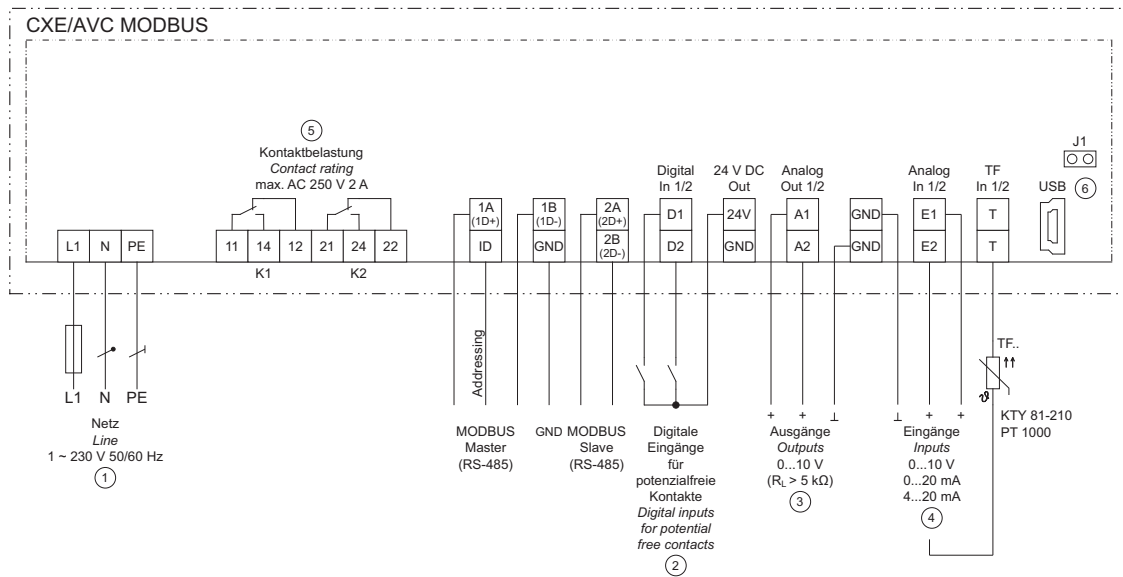 CXE/AVC MODBUS
5
Kontaktbelastung
Contact rating
max. AC 250 V 2 A
J1
Digital
In 1/2
24 V DC
Out
Analog
Out 1/2
Analog
In 1/2
TF
In 1/2
USB 6
L1 N PE
11 14 12 21 24 22
K1 K2
1A
(1D+)
ID
1B
(1D-)
GND
2A
(2D+)
2B
(2D-)
D1
D2
24V
GND
A1
A2
GND
GND
E1
E2
T
T
L1 N PE
Netz
Line
1 ~ 230 V 50/60 Hz
1
Addressing
MODBUS
Master
(RS-485)
GND
MODBUS
Slave
(RS-485)
Digitale
Eingänge
für
potenzialfreie
Kontakte
Digital inputs
for potential
free contacts
2
+ + ⊥
Ausgänge
Outputs
0...10 V
(RL > 5 kΩ)
3
⊥ + +
Eingänge
Inputs
0...10 V
0...20 mA
4...20 mA
4
TF..
ϑ
KTY 81-210
PT 1000